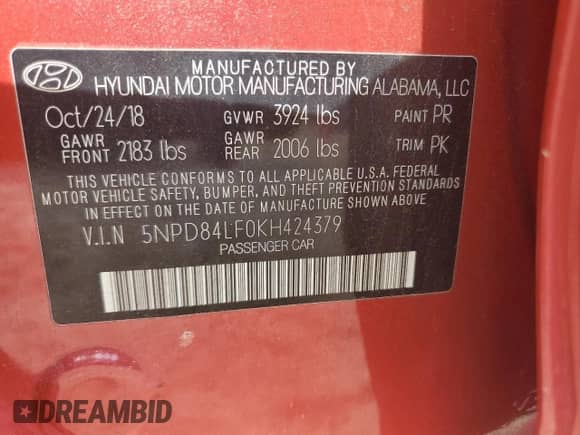 MANUFACTURED BY
HYUNDAI MOTOR MANUFACTURING ALABAMA, LLC
Oct/24/18 GVWR 3924 lbs PAINT PR
GAWR FRONT 2183 lbs GAWR REAR 2006 lbs TRIM PK
THIS VEHICLE CONFORMS TO ALL APPLICABLE U.S.A. FEDERAL
MOTOR VEHICLE SAFETY, BUMPER, AND THEFT PREVENTION STANDARDS
IN EFFECT ON THE DATE OF MANUFACTURE SHOWN ABOVE.
V.I.N 5NPD84LF0KH424379
PASSENGER CAR
DREAMBID